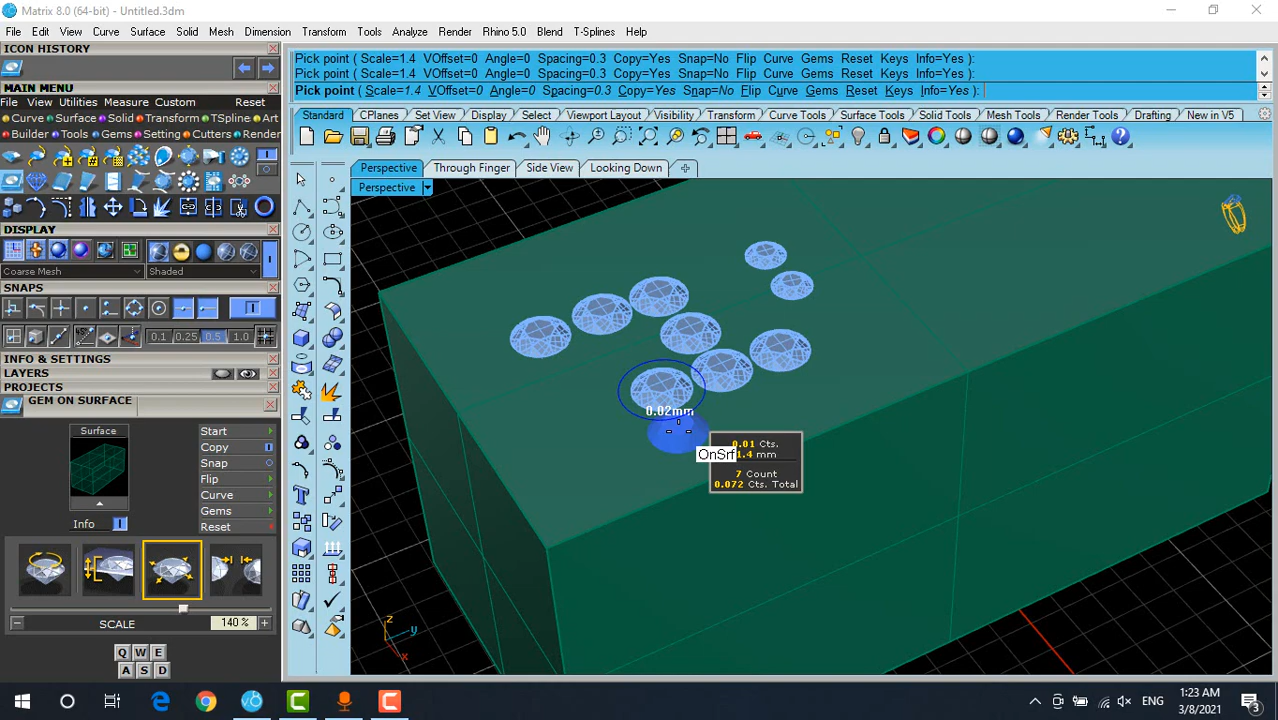 Matrix 8.0 (64-bit) - Untitled.3dm
File Edit View Curve Surface Solid Mesh Dimension Transform Tools Analyze Render Rhino 5.0 Blend T-Splines Help
ICON HISTORY
MAIN MENU
File View Utilities Measure Custom Reset
Curve Surface Solid Transform TSpline Art
Builder Tools Gems Setting Cutters Render
DISPLAY
Coarse Mesh Shaded
SNAPS
0.1 0.25 0.5 1.0
INFO & SETTINGS
LAYERS
PROJECTS
GEM ON SURFACE
Surface
Info
Start
Copy
Snap
Flip
Curve
Gems
Reset
SCALE
140 %
Q W E
A S D
Pick point ( Scale=1.4 VOffset=0 Angle=0 Spacing=0.3 Copy=Yes Snap=No Flip Curve Gems Reset Keys Info=Yes ):
Pick point ( Scale=1.4 VOffset=0 Angle=0 Spacing=0.3 Copy=Yes Snap=No Flip Curve Gems Reset Keys Info=Yes ):
Pick point ( Scale=1.4 VOffset=0 Angle=0 Spacing=0.3 Copy=Yes Snap=No Flip Curve Gems Reset Keys Info=Yes ):
Standard CPlanes Set View Display Select Viewport Layout Visibility Transform Curve Tools Surface Tools Solid Tools Mesh Tools Render Tools Drafting New in V5
Perspective Through Finger Side View Looking Down
Perspective
0.02mm
OnSrf
0.01 Cts.
1.4 mm
7 Count
0.072 Cts. Total
z
y
x
ENG
1:23 AM
3/8/2021
3